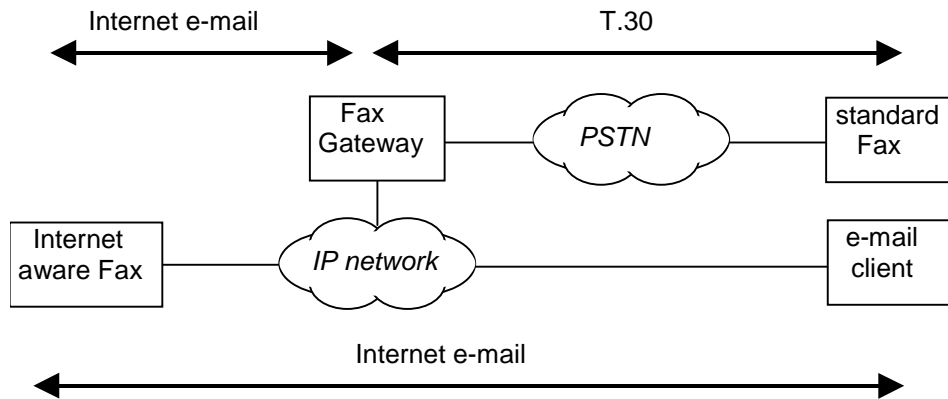 Internet e-mail
T.30
Fax
Gateway
PSTN
standard
Fax
Internet
aware Fax
IP network
e-mail
client
Internet e-mail